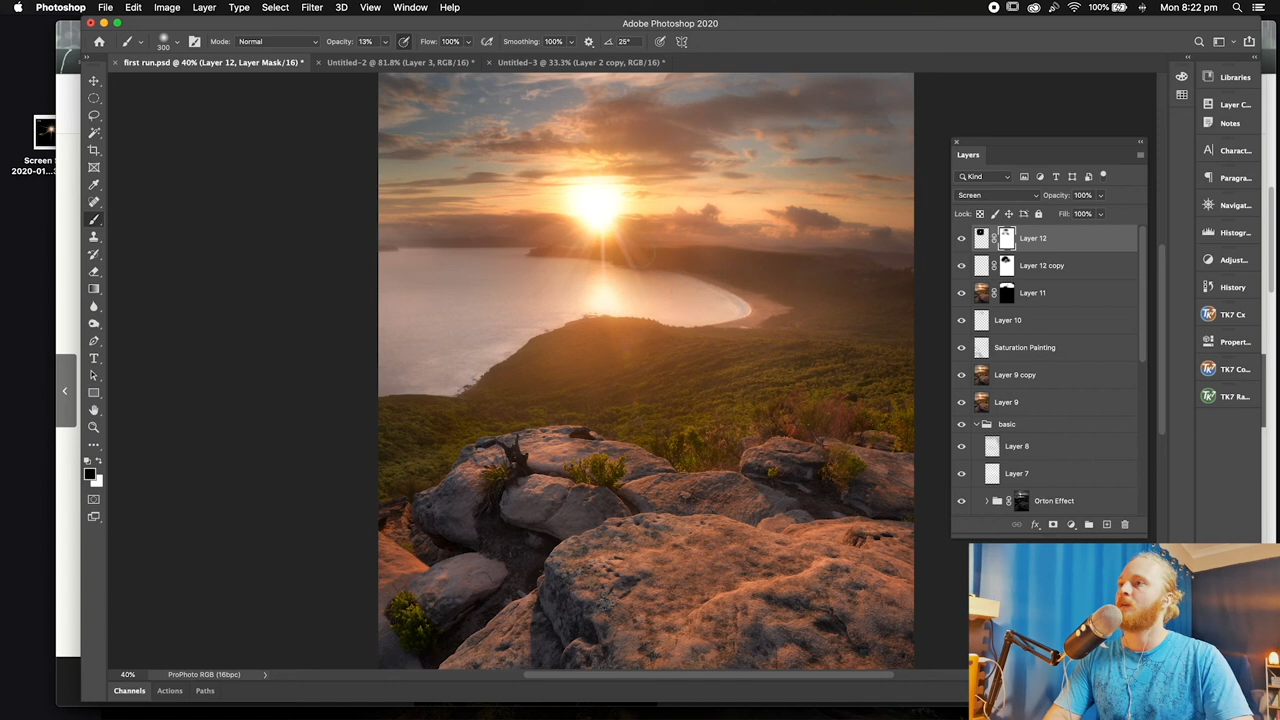 Photoshop File Edit Image Layer Type Select Filter 3D View Window Help 100% Mon 8:22 pm
Adobe Photoshop 2020
300 Mode: Normal Opacity: 13% Flow: 100% Smoothing: 100% 25°
first run.psd @ 40% (Layer 12, Layer Mask/16) * Untitled-2 @ 81.8% (Layer 3, RGB/16) * Untitled-3 @ 33.3% (Layer 2 copy, RGB/16) *
Screen S
2020-01...3
Layers
Kind
Screen Opacity: 100%
Lock: Fill: 100%
Layer 12
Layer 12 copy
Layer 11
Layer 10
Saturation Painting
Layer 9 copy
Layer 9
basic
Layer 8
Layer 7
Orton Effect
fx
Libraries
Layer C...
Notes
Charact...
Paragra...
Navigat...
Histogr...
Adjust...
History
TK7 Cx
Propert...
TK7 Co...
TK7 Ra...
40% ProPhoto RGB (16bpc)
Channels Actions Paths